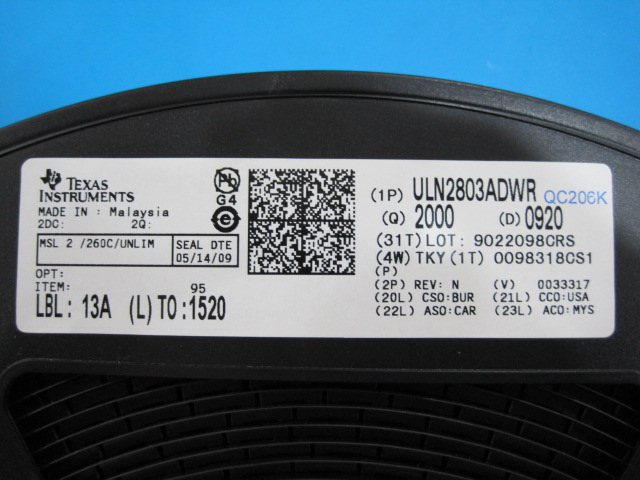 TEXAS
INSTRUMENTS
MADE IN : Malaysia
2DC: 2Q:
MSL 2 /260C/UNLIM
SEAL DTE
05/14/09
OPT:
ITEM: 95
LBL: 13A (L) TO:1520
Pb
G4
e
(1P) ULN2803ADWR QC206K
(Q) 2000 (D) 0920
(31T) LOT: 9022098CRS
(4W) TKY (1T) 0098318CS1
(P)
(2P) REV: N (V) 0033317
(20L) CSO:BUR (21L) CCO:USA
(22L) ASO:CAR (23L) ACO:MYS